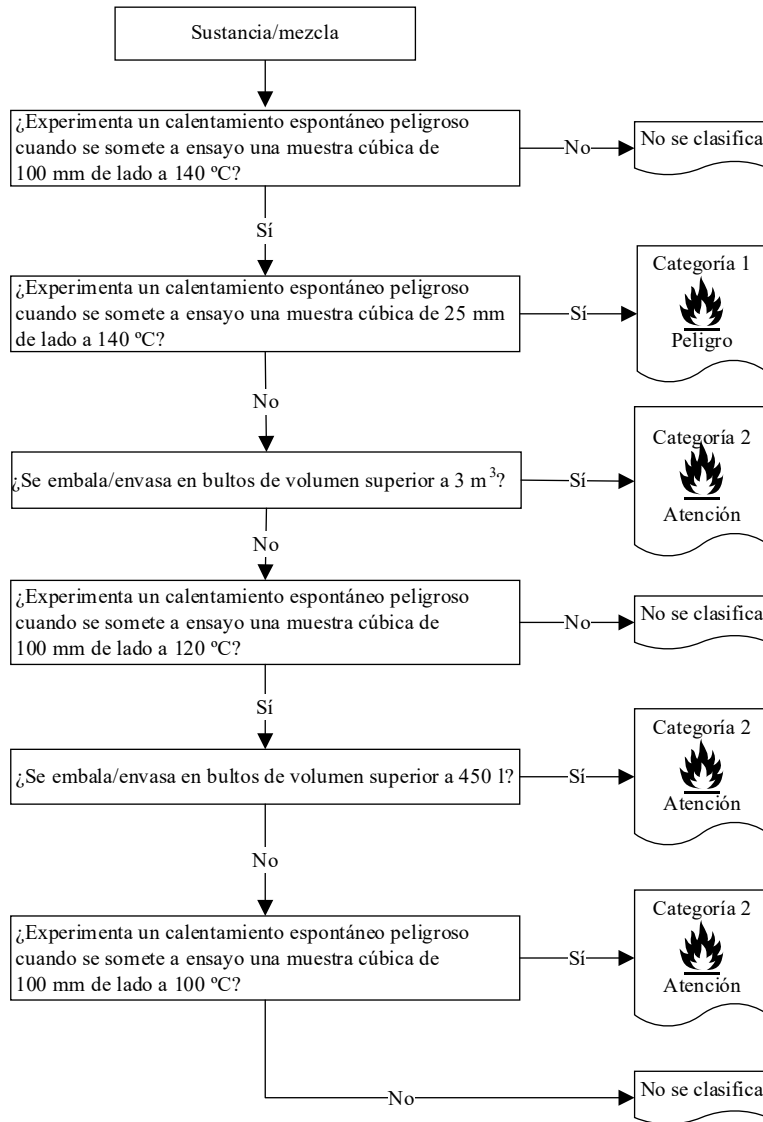 Sustancia/mezcla
¿Experimenta un calentamiento espontáneo peligroso
cuando se somete a ensayo una muestra cúbica de
100 mm de lado a 140 ºC?
No
No se clasifica
Sí
¿Experimenta un calentamiento espontáneo peligroso
cuando se somete a ensayo una muestra cúbica de 25 mm
de lado a 140 ºC?
Sí
Categoría 1
Peligro
No
¿Se embala/envasa en bultos de volumen superior a 3 m³?
Sí
Categoría 2
Atención
No
¿Experimenta un calentamiento espontáneo peligroso
cuando se somete a ensayo una muestra cúbica de
100 mm de lado a 120 ºC?
No
No se clasifica
Sí
¿Se embala/envasa en bultos de volumen superior a 450 l?
Sí
Categoría 2
Atención
No
¿Experimenta un calentamiento espontáneo peligroso
cuando se somete a ensayo una muestra cúbica de
100 mm de lado a 100 ºC?
Sí
Categoría 2
Atención
No
No se clasifica